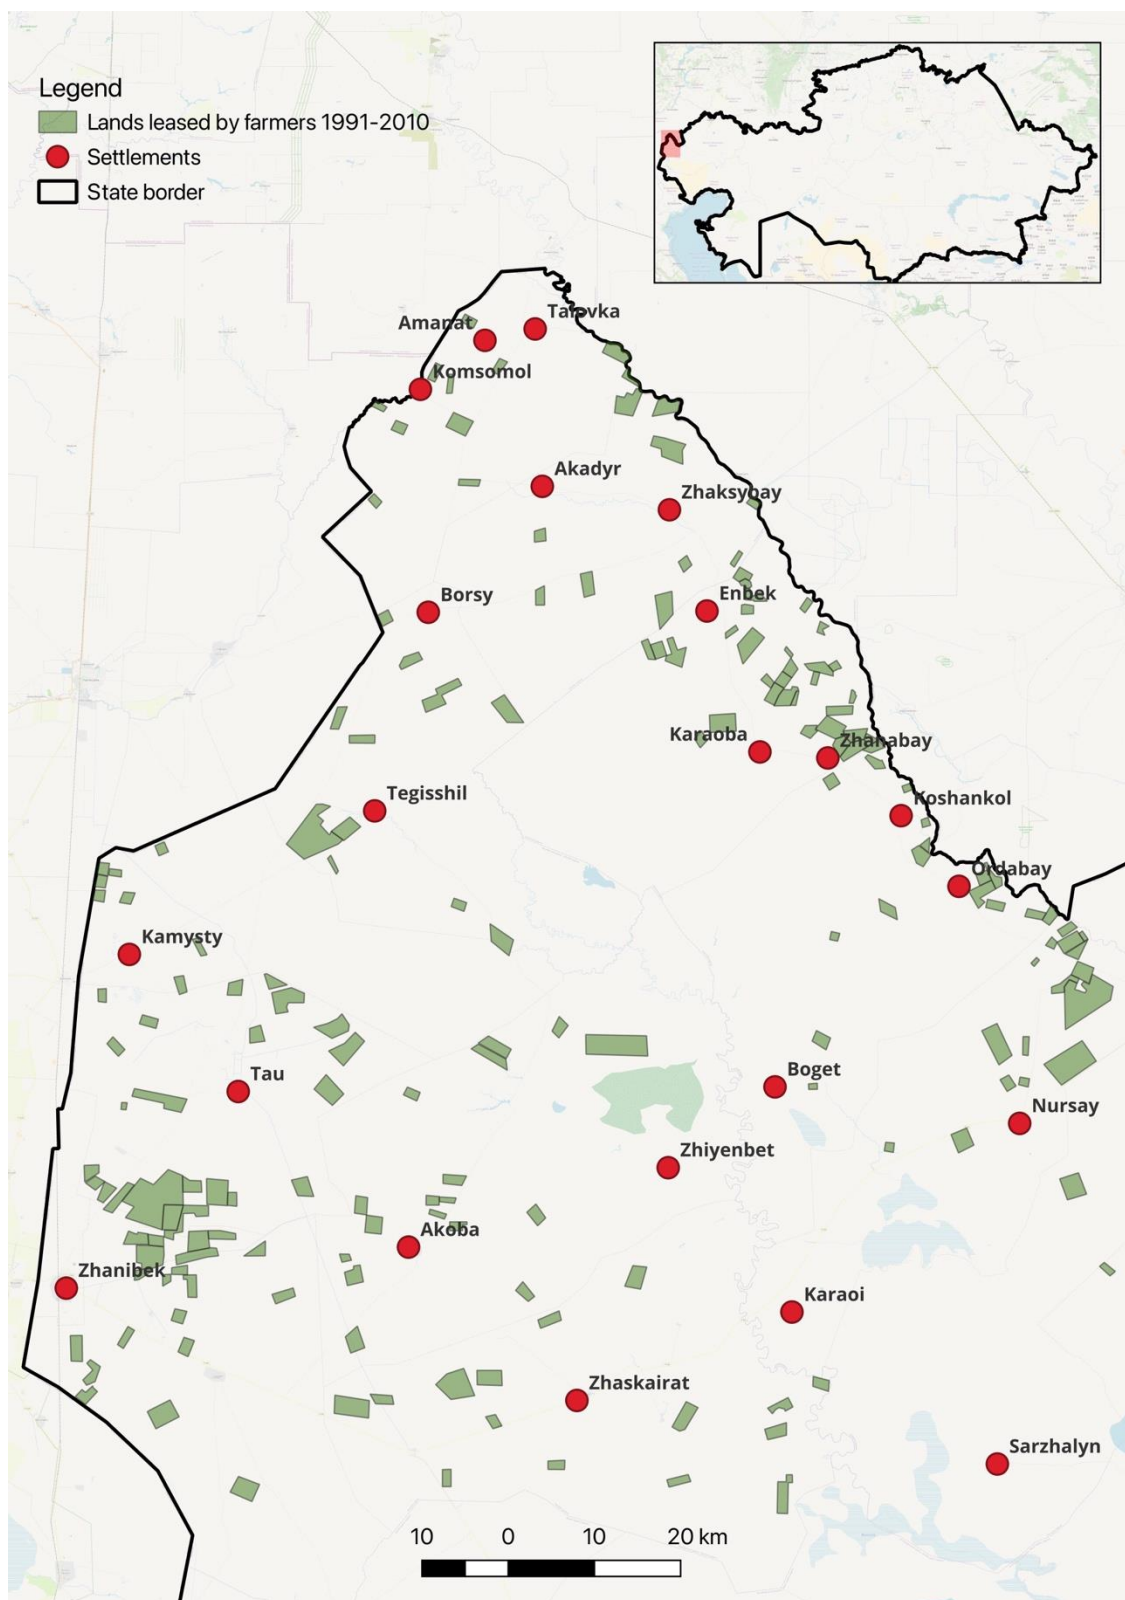 Legend
Lands leased by farmers 1991-2010
Settlements
State border
Talovka
Amanat
Komsomol
Akadyr
Zhaksybay
Borsy
Enbek
Karaoba
Zhanabay
Tegisshil
Koshankol
Ordabay
Kamysty
Tau
Boget
Nursay
Zhiyenbet
Akoba
Zhanibek
Karaoi
Zhaskairat
Sarzhalyn
10 0 10 20 km